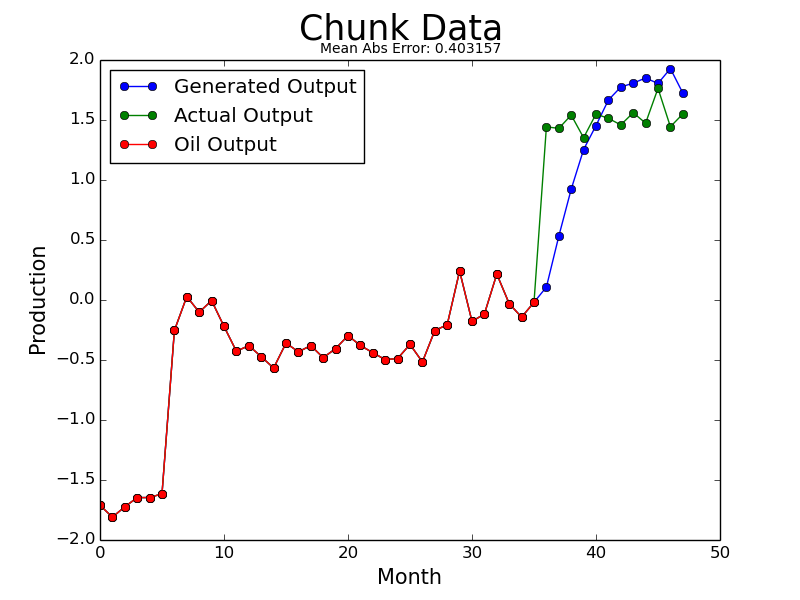 Chunk Data
Mean Abs Error: 0.403157
Generated Output
Actual Output
Oil Output
2.0
1.5
1.0
0.5
0.0
−0.5
−1.0
−1.5
−2.0
Production
0 10 20 30 40 50
Month